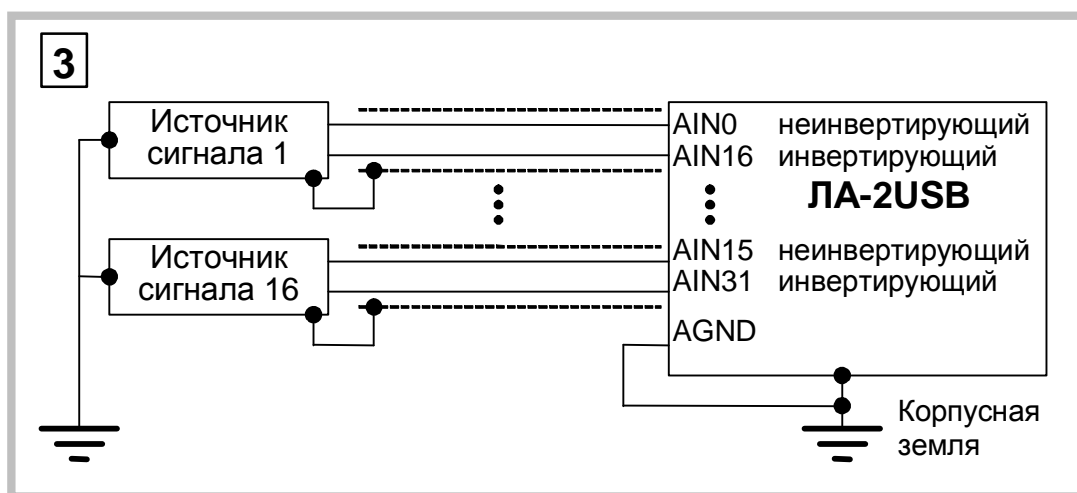 3
Источник
сигнала 1
AIN0 неинвертирующий
AIN16 инвертирующий
ЛА-2USB
Источник
сигнала 16
AIN15 неинвертирующий
AIN31 инвертирующий
AGND
Корпусная
земля